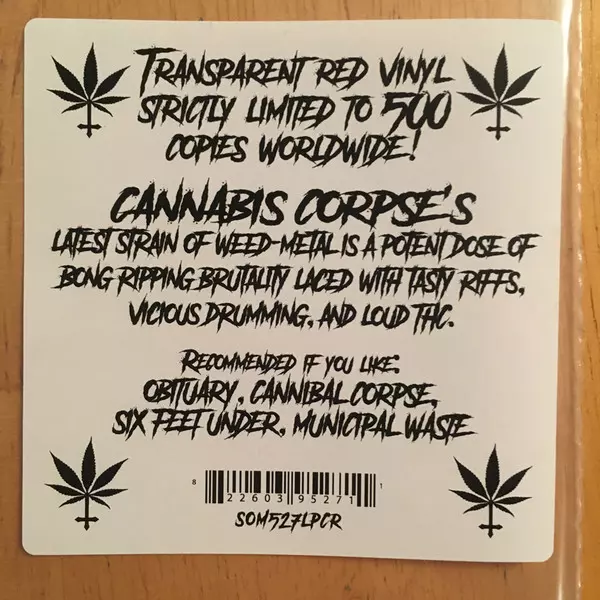 TRANSPARENT RED VINYL
STRICTLY LIMITED TO 500
COPIES WORLDWIDE!
CANNABIS CORPSE'S
LATEST STRAIN OF WEED-METAL IS A POTENT DOSE OF
BONG RIPPING BRUTALITY LACED WITH TASTY RIFFS,
VICIOUS DRUMMING, AND LOUD THC.
RECOMMENDED IF YOU LIKE:
OBITUARY, CANNIBAL CORPSE,
SIX FEET UNDER, MUNICIPAL WASTE
8 22603 95271 1
SOM527LPCR